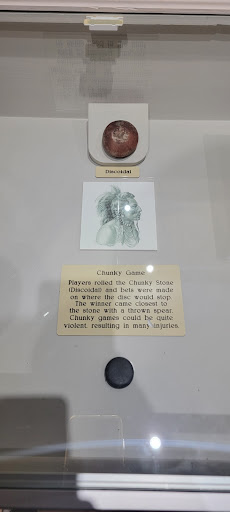 Discoidal
Chunky Game
Players rolled the Chunky Stone
(Discoidal) and bets were made
on where the disc would stop.
The winner came closest to
the stone with a thrown spear.
Chunky games could be quite
violent, resulting in many injuries.